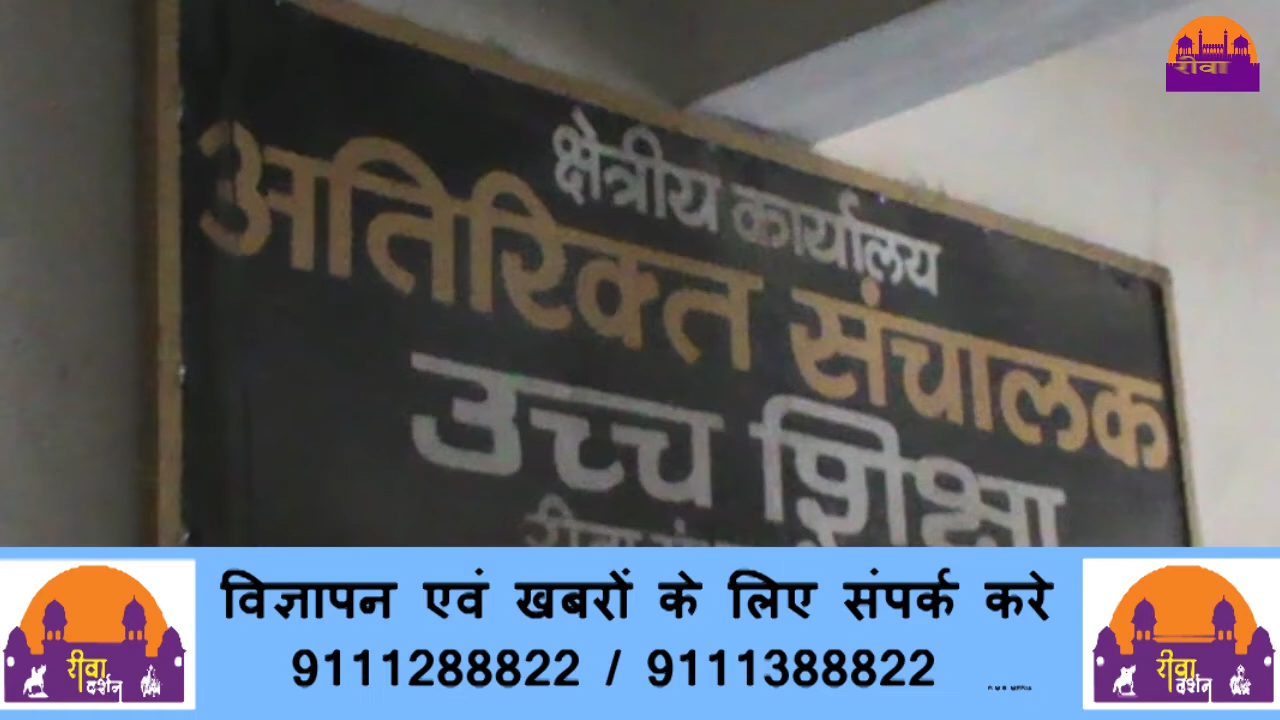 रीवा
क्षेत्रीय कार्यालय
अतिरिक्त संचालक
उच्च शिक्षा
रीवा
विज्ञापन एवं खबरों के लिए संपर्क करे
9111288822 / 9111388822
रीवा
दर्शन
रीवा
दर्शन